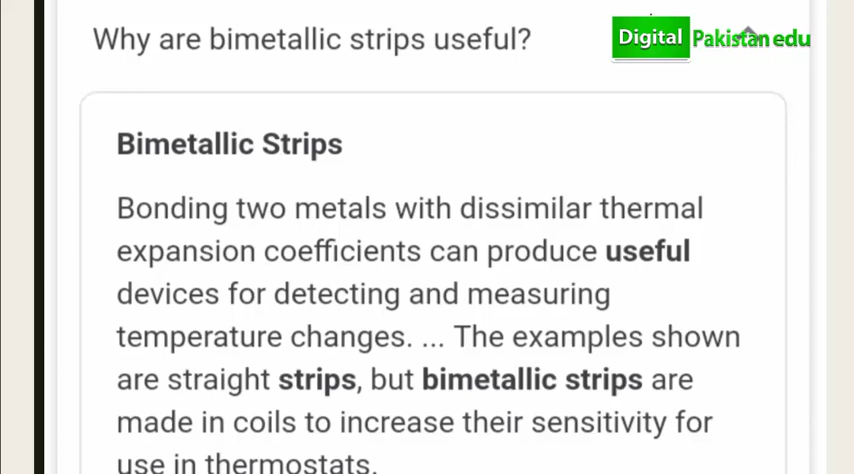 Why are bimetallic strips useful?
Digital Pakistan edu
Bimetallic Strips
Bonding two metals with dissimilar thermal
expansion coefficients can produce useful
devices for detecting and measuring
temperature changes. ... The examples shown
are straight strips, but bimetallic strips are
made in coils to increase their sensitivity for
use in thermostats.